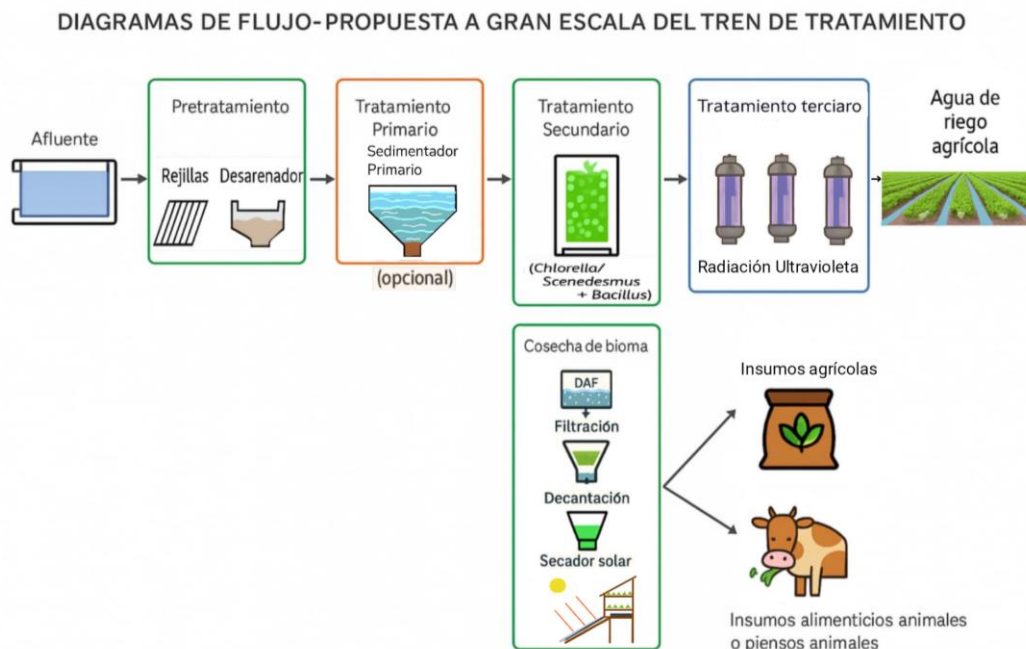 DIAGRAMAS DE FLUJO-PROPUESTA A GRAN ESCALA DEL TREN DE TRATAMIENTO
Afluente
Pretratamiento
Rejillas
Desarenador
Tratamiento
Primario
Sedimentador
Primario
(opcional)
Tratamiento
Secundario
(Chlorella/
Scenedesmus
+ Bacillus)
Tratamiento terciaro
Radiación Ultravioleta
Agua de
riego
agrícola
Cosecha de bioma
DAF
Filtración
Decantación
Secador solar
Insumos agrícolas
Insumos alimenticios animales
o piensos animales